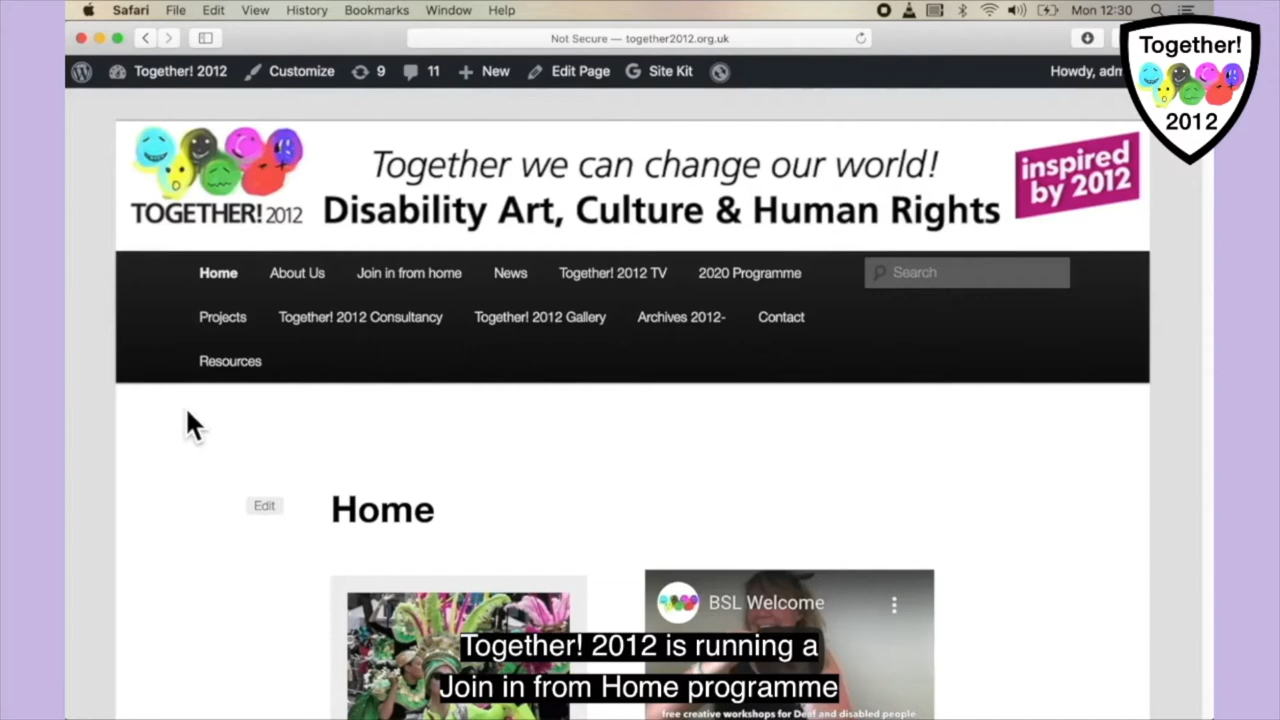 Safari File Edit View History Bookmarks Window Help Mon 12:30
Not Secure — together2012.org.uk
Together! 2012 Customize 9 11 New Edit Page Site Kit Howdy, adm
Together!
2012
Together we can change our world!
Disability Art, Culture & Human Rights
TOGETHER! 2012
inspired
by 2012
Home About Us Join in from home News Together! 2012 TV 2020 Programme Search
Projects Together! 2012 Consultancy Together! 2012 Gallery Archives 2012- Contact
Resources
Edit Home
BSL Welcome
Together! 2012 is running a
Join in from Home programme
free creative workshops for Deaf and disabled people